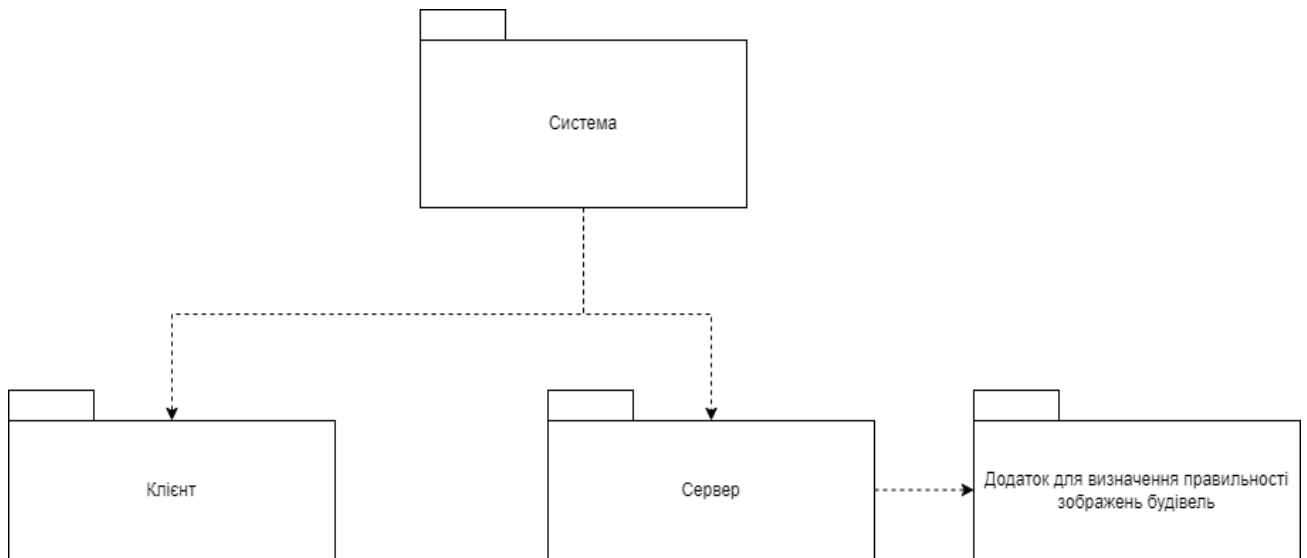 Система
Клієнт
Сервер
Додаток для визначення правильності
зображень будівель